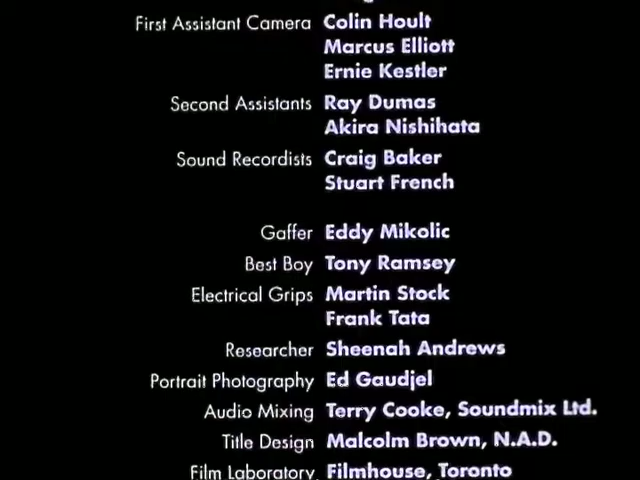 First Assistant Camera Colin Hoult
Marcus Elliott
Ernie Kestler
Second Assistants Ray Dumas
Akira Nishihata
Sound Recordists Craig Baker
Stuart French
Gaffer Eddy Mikolic
Best Boy Tony Ramsey
Electrical Grips Martin Stock
Frank Tata
Researcher Sheenah Andrews
Portrait Photography Ed Gaudjel
Audio Mixing Terry Cooke, Soundmix Ltd.
Title Design Malcolm Brown, N.A.D.
Film Laboratory Filmhouse, Toronto